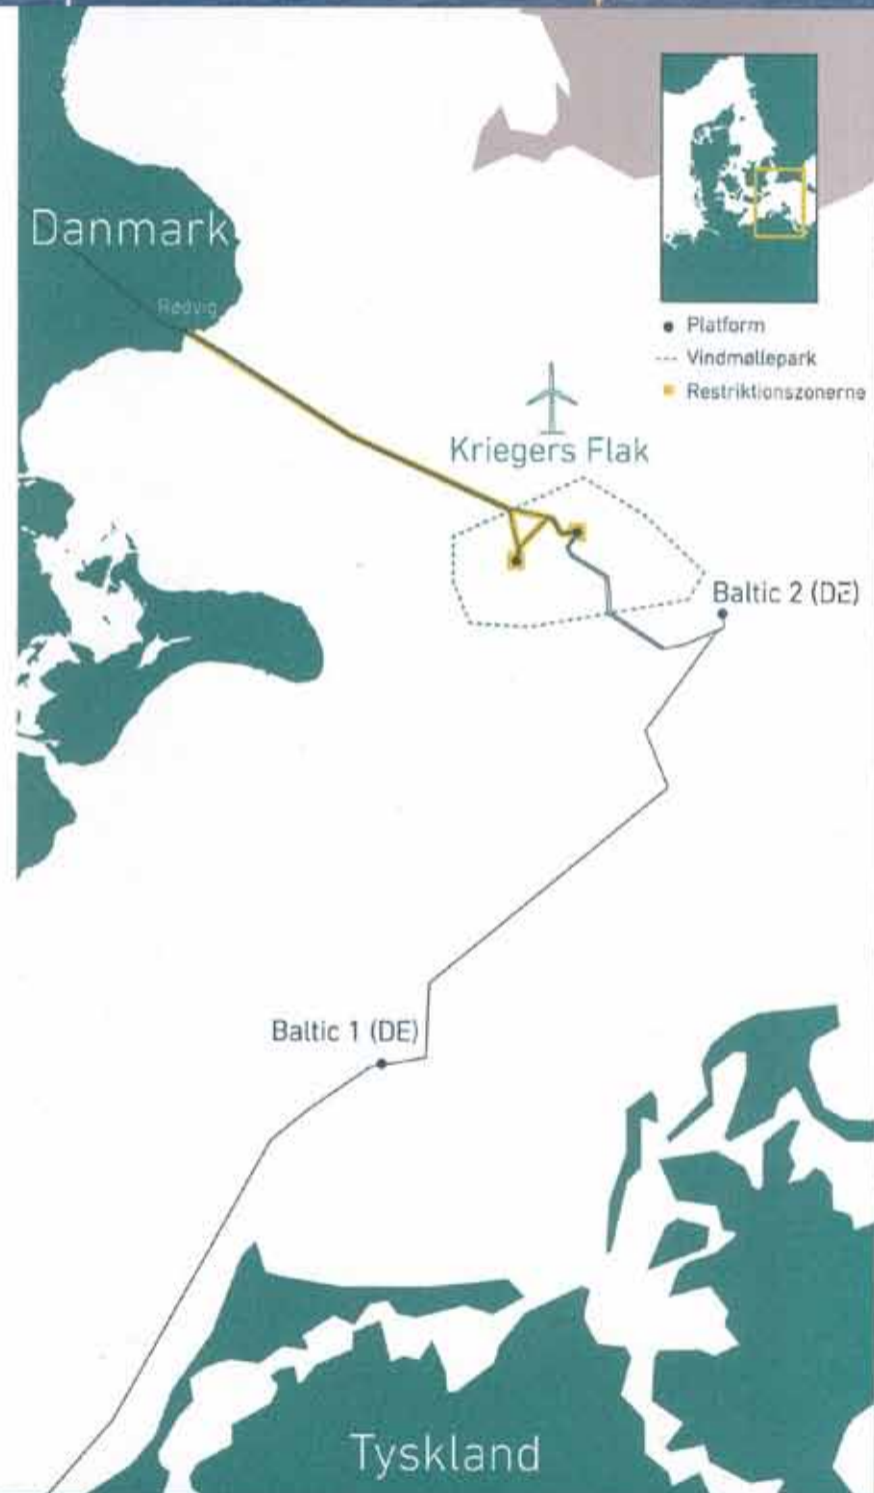 Danmark
Rødvig
Platform
Vindmøllepark
Restriktionszonerne
Kriegers Flak
Baltic 2 (DE)
Baltic 1 (DE)
Tyskland